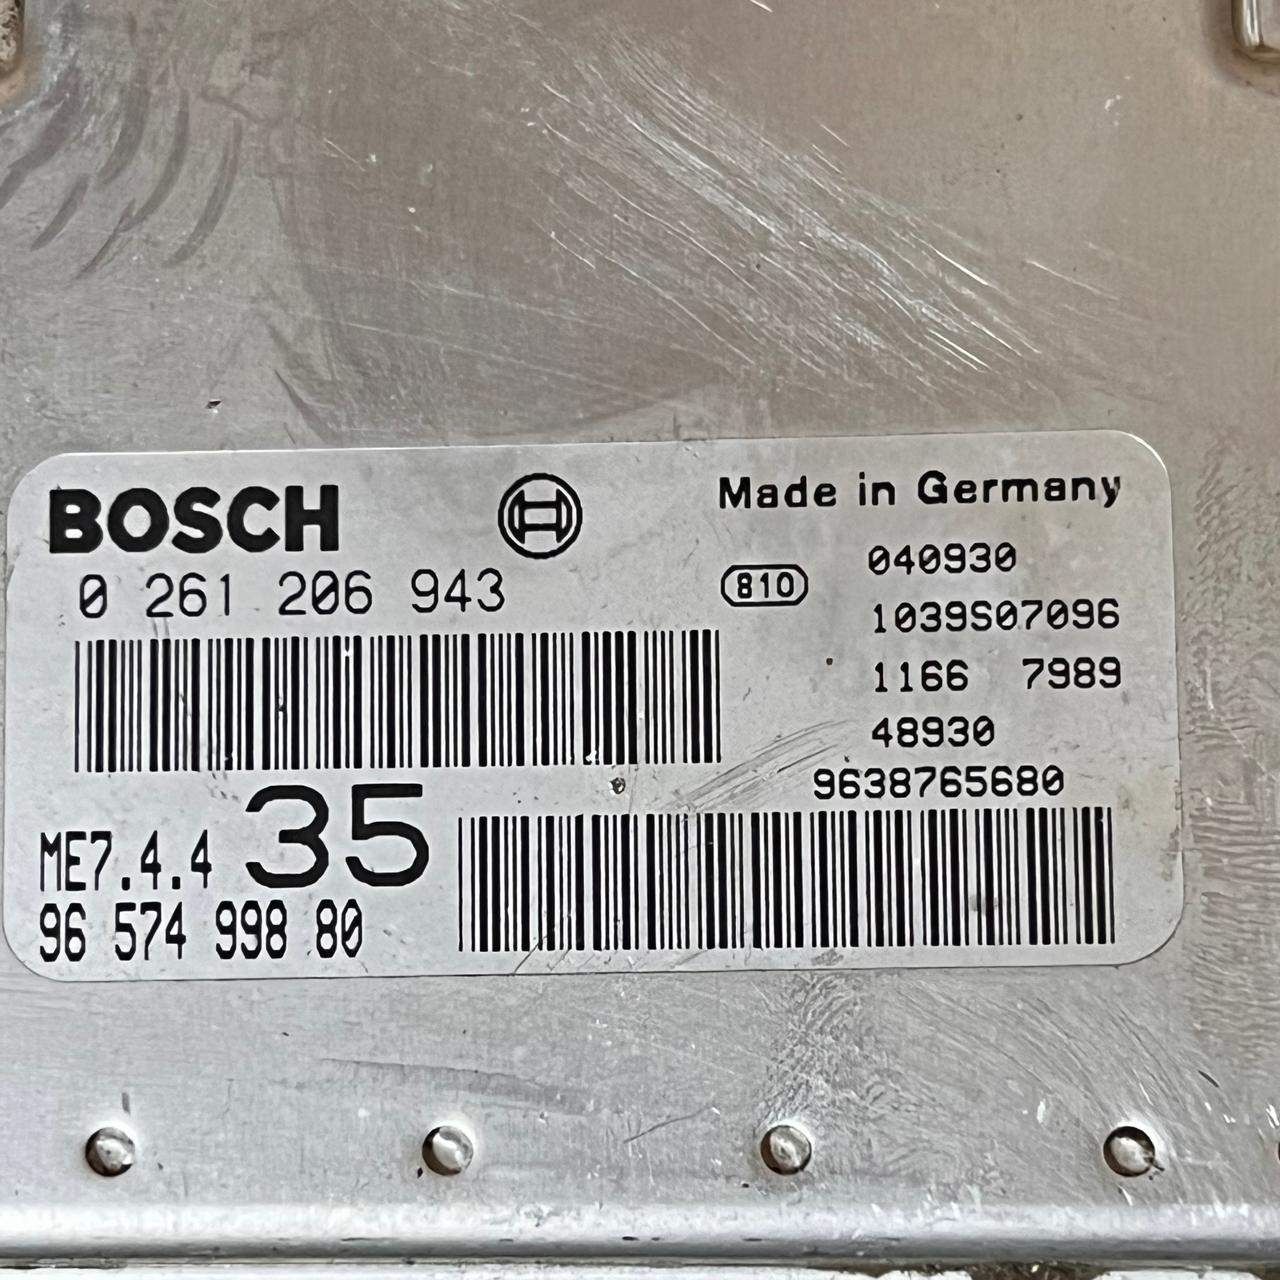 BOSCH
Made in Germany
0 261 206 943
810
040930
1039S07096
1166 7989
48930
9638765680
ME7.4.4 35
96 574 998 80